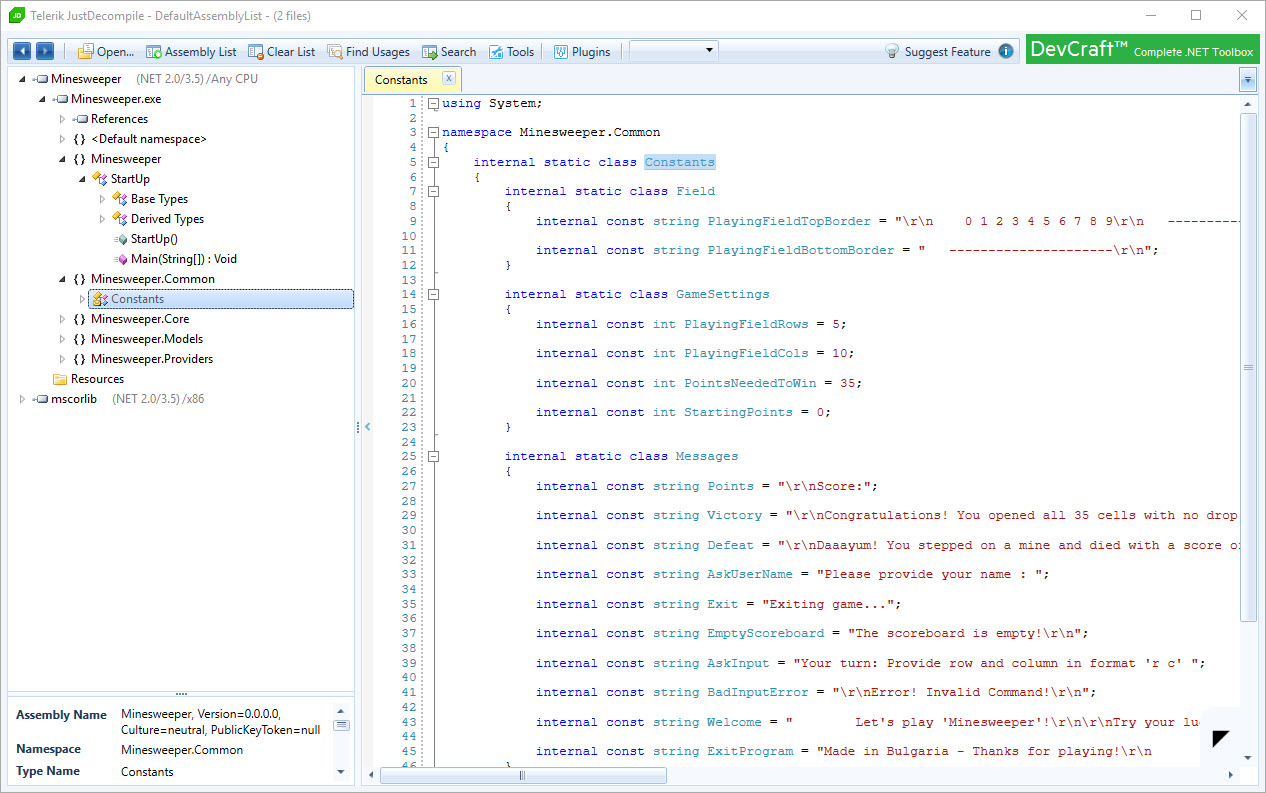 Telerik JustDecompile - DefaultAssemblyList - (2 files)
Open... Assembly List Clear List Find Usages Search Tools Plugins Suggest Feature DevCraft™ Complete .NET Toolbox
Minesweeper (NET 2.0/3.5) /Any CPU
Minesweeper.exe
References
{} <Default namespace>
{} Minesweeper
StartUp
Base Types
Derived Types
StartUp()
Main(String[]) : Void
{} Minesweeper.Common
Constants
{} Minesweeper.Core
{} Minesweeper.Models
{} Minesweeper.Providers
Resources
mscorlib (NET 2.0/3.5) /x86
Assembly Name Minesweeper, Version=0.0.0.0,
Culture=neutral, PublicKeyToken=null
Namespace Minesweeper.Common
Type Name Constants
Constants x
1 using System;
2
3 namespace Minesweeper.Common
4 {
5 internal static class Constants
6 {
7 internal static class Field
8 {
9 internal const string PlayingFieldTopBorder = "\r\n    0 1 2 3 4 5 6 7 8 9\r\n   ----------
10
11 internal const string PlayingFieldBottomBorder = "   ---------------------\r\n";
12 }
13
14 internal static class GameSettings
15 {
16 internal const int PlayingFieldRows = 5;
17
18 internal const int PlayingFieldCols = 10;
19
20 internal const int PointsNeededToWin = 35;
21
22 internal const int StartingPoints = 0;
23 }
24
25 internal static class Messages
26 {
27 internal const string Points = "\r\nScore:";
28
29 internal const string Victory = "\r\nCongratulations! You opened all 35 cells with no drop
30
31 internal const string Defeat = "\r\nDaaayum! You stepped on a mine and died with a score o
32
33 internal const string AskUserName = "Please provide your name : ";
34
35 internal const string Exit = "Exiting game...";
36
37 internal const string EmptyScoreboard = "The scoreboard is empty!\r\n";
38
39 internal const string AskInput = "Your turn: Provide row and column in format 'r c' ";
40
41 internal const string BadInputError = "\r\nError! Invalid Command!\r\n";
42
43 internal const string Welcome = "        Let's play 'Minesweeper'!\r\n\r\nTry your lu
44
45 internal const string ExitProgram = "Made in Bulgaria - Thanks for playing!\r\n
46 }